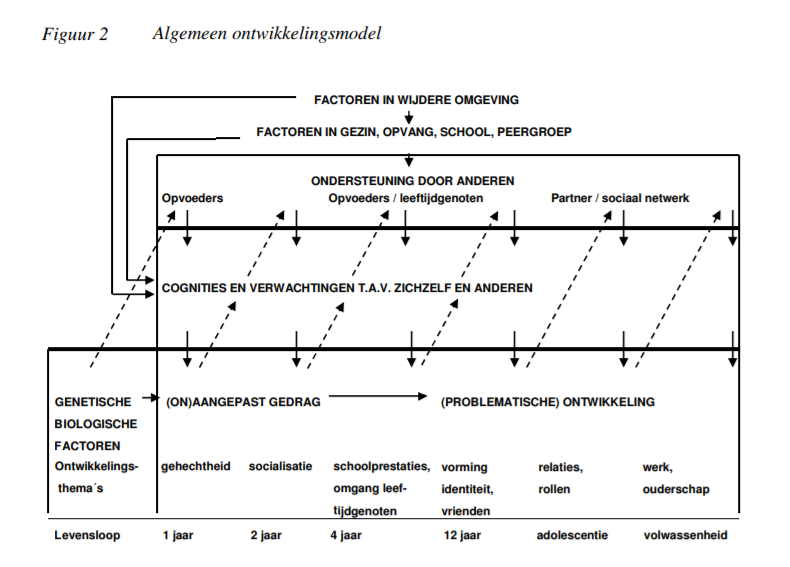 Figuur 2 Algemeen ontwikkelingsmodel
FACTOREN IN WIJDERE OMGEVING
FACTOREN IN GEZIN, OPVANG, SCHOOL, PEERGROEP
ONDERSTEUNING DOOR ANDEREN
Opvoeders Opvoeders / leeftijdgenoten Partner / sociaal netwerk
COGNITIES EN VERWACHTINGEN T.A.V. ZICHZELF EN ANDEREN
GENETISCHE (ON)AANGEPAST GEDRAG (PROBLEMATISCHE) ONTWIKKELING
BIOLOGISCHE
FACTOREN
Ontwikkelings- gehechtheid socialisatie schoolprestaties, vorming relaties, werk,
thema´s omgang leef- identiteit, rollen ouderschap
tijdgenoten vrienden
Levensloop 1 jaar 2 jaar 4 jaar 12 jaar adolescentie volwassenheid